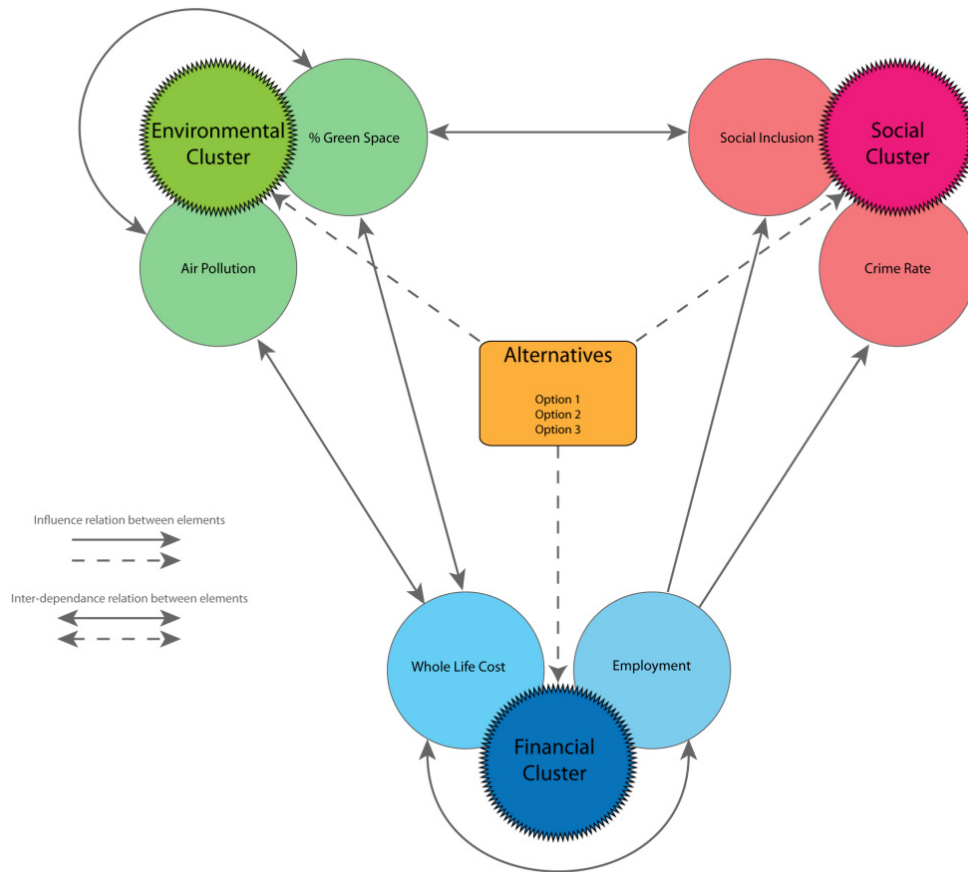 Environmental
Cluster
% Green Space
Social Inclusion
Social
Cluster
Air Pollution
Crime Rate
Alternatives
Option 1
Option 2
Option 3
Influence relation between elements
Inter-dependance relation between elements
Whole Life Cost
Employment
Financial
Cluster